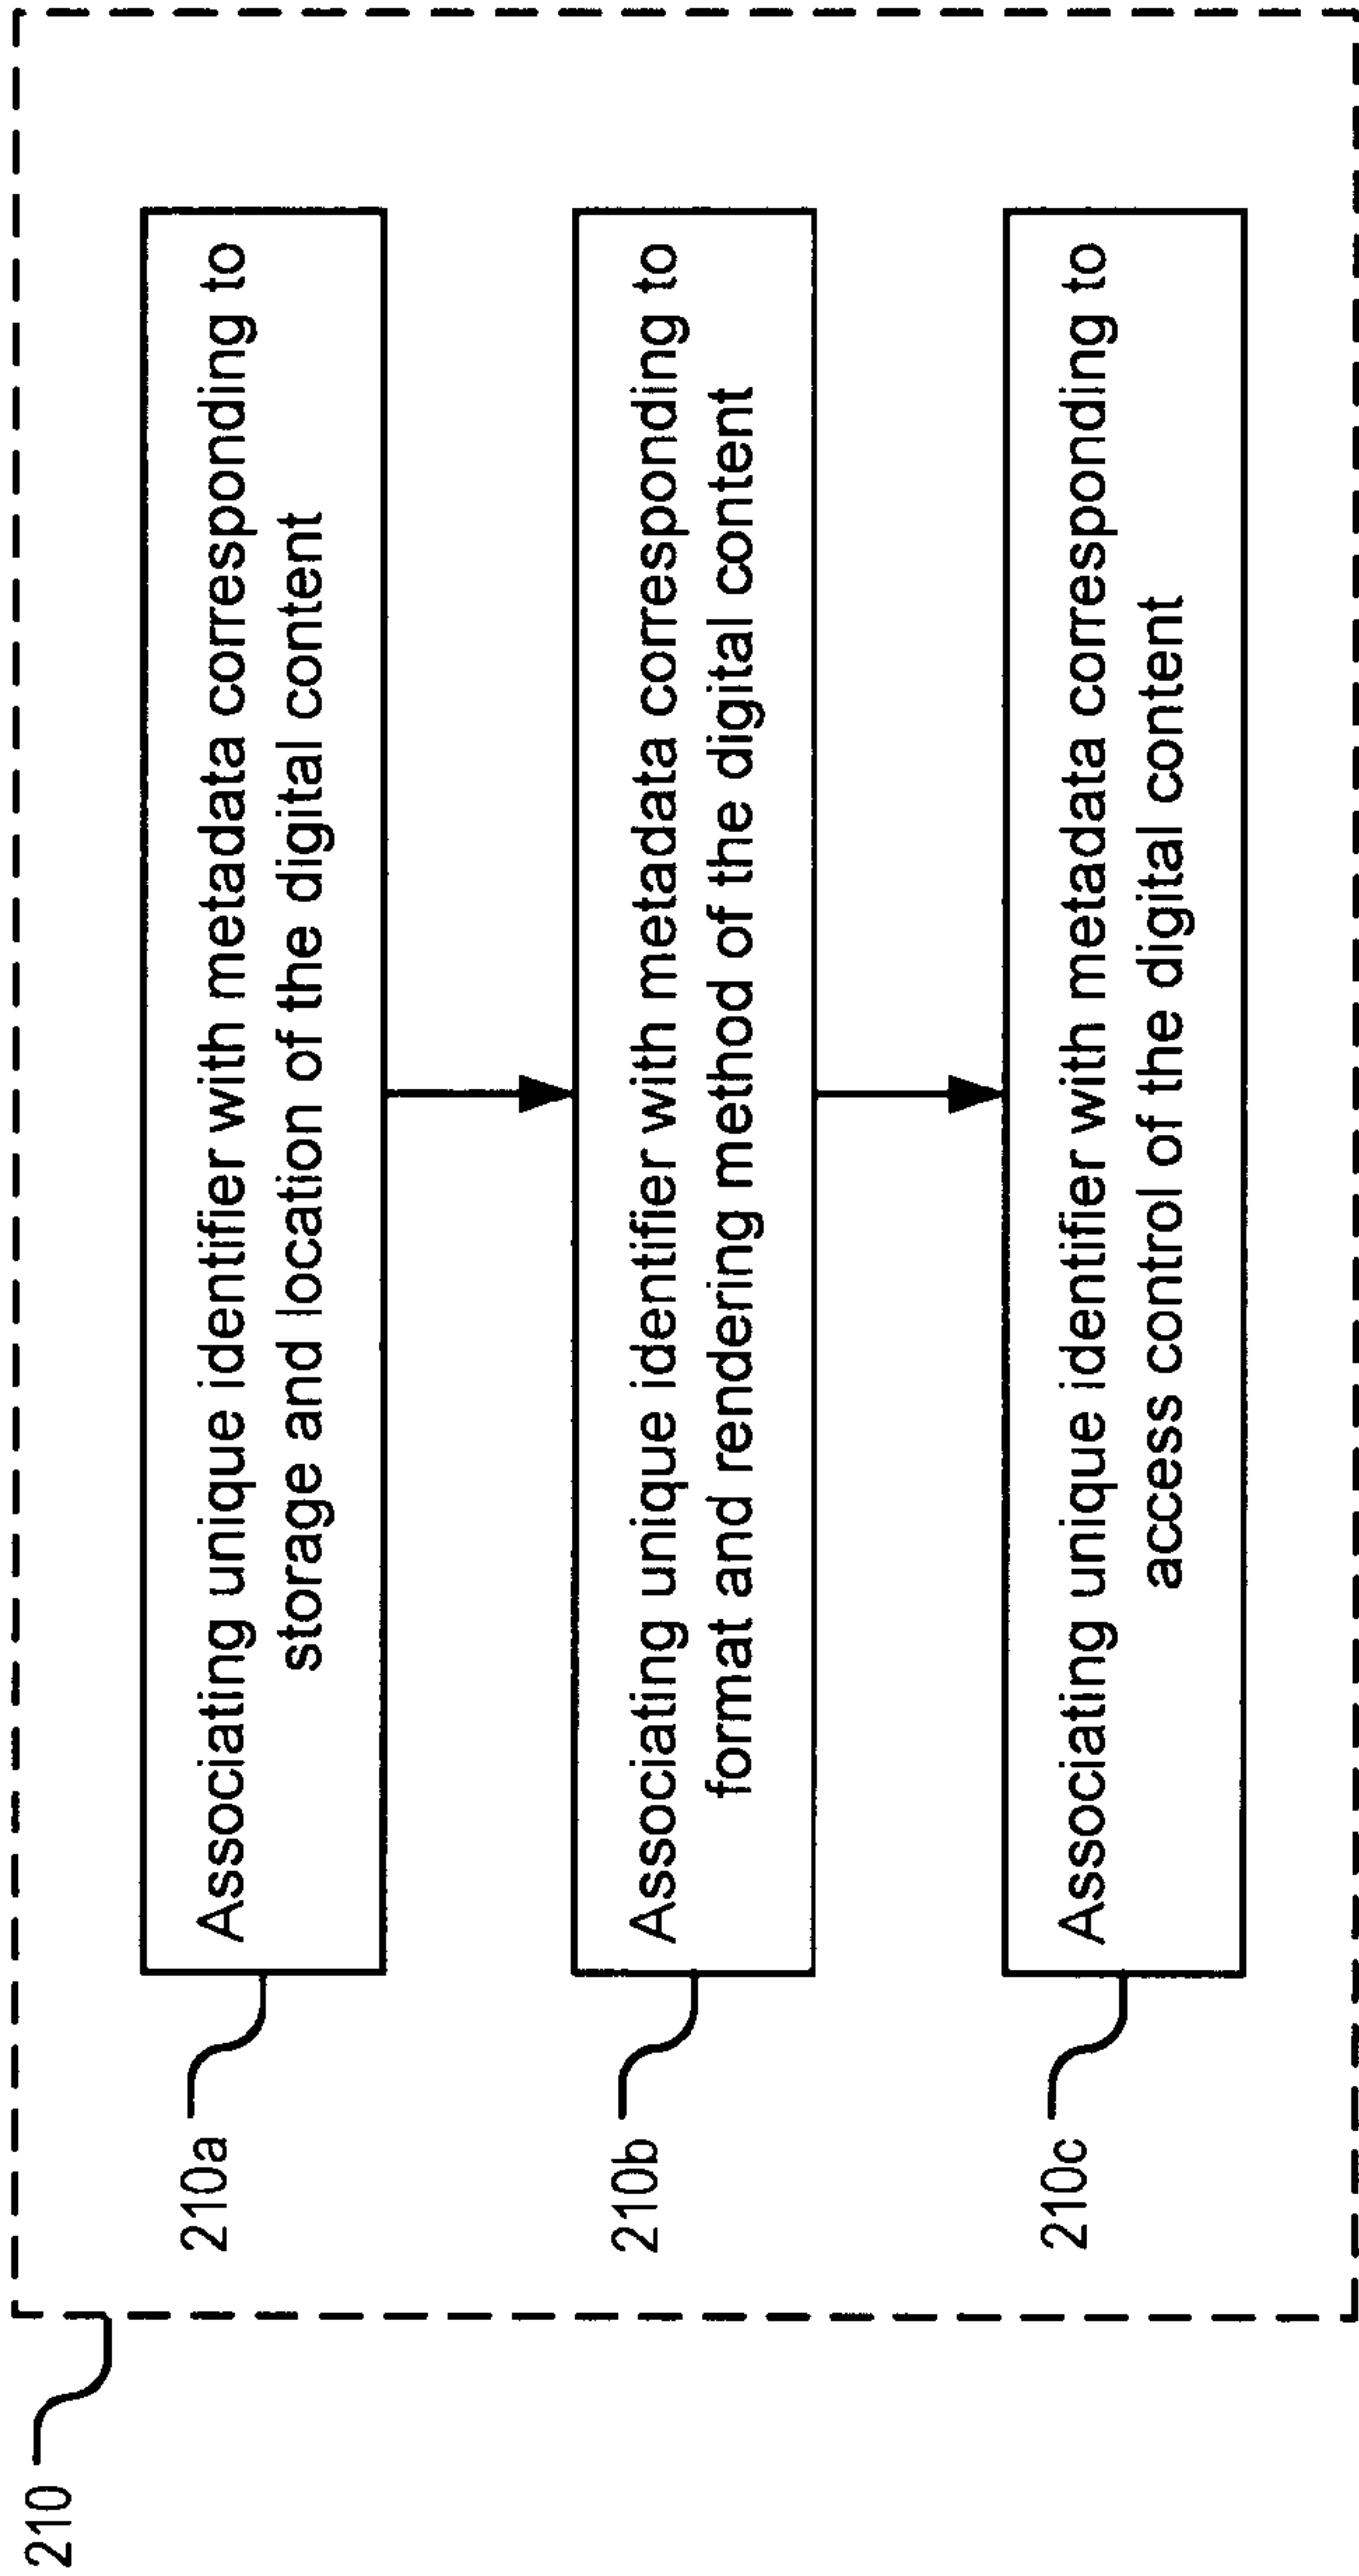 210
210a
Associating unique identifier with metadata corresponding to
storage and location of the digital content
210b
Associating unique identifier with metadata corresponding to
format and rendering method of the digital content
210c
Associating unique identifier with metadata corresponding to
access control of the digital content